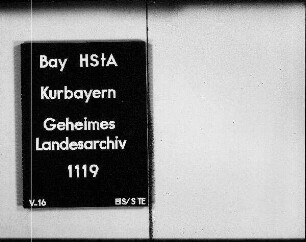 Bay HStA
Kurbayern
Geheimes
Landesarchiv
1119
V-16 EIS/STE